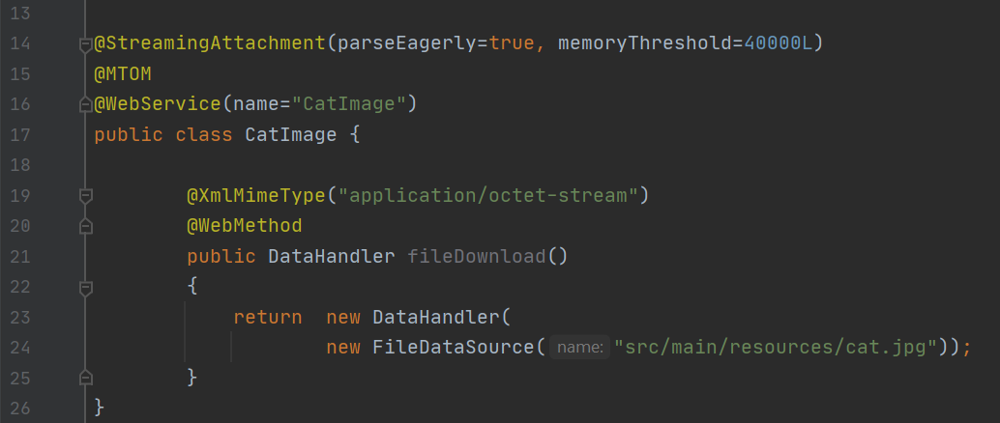 13
14 @StreamingAttachment(parseEagerly=true, memoryThreshold=40000L)
15 @MTOM
16 @WebService(name="CatImage")
17 public class CatImage {
18
19 @XmlMimeType("application/octet-stream")
20 @WebMethod
21 public DataHandler fileDownload()
22 {
23 return  new DataHandler(
24 new FileDataSource( name: "src/main/resources/cat.jpg"));
25 }
26 }